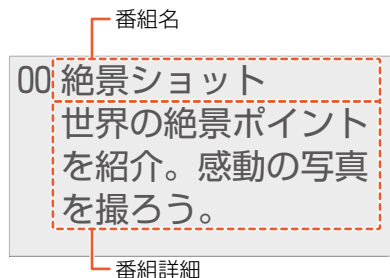 番組名
00 絶景ショット
世界の絶景ポイント
を紹介。感動の写真
を撮ろう。
番組詳細